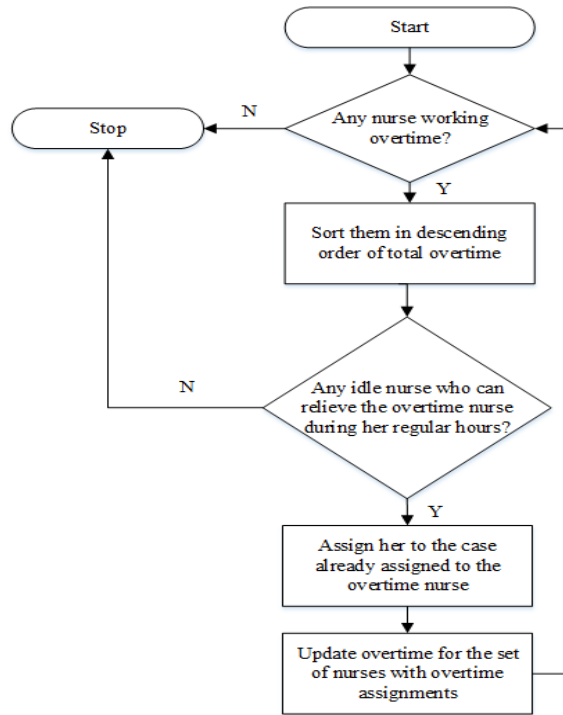 Start
Any nurse working
overtime?
N
Stop
Y
Sort them in descending
order of total overtime
Any idle nurse who can
relieve the overtime nurse
during her regular hours?
N
Y
Assign her to the case
already assigned to the
overtime nurse
Update overtime for the set
of nurses with overtime
assignments